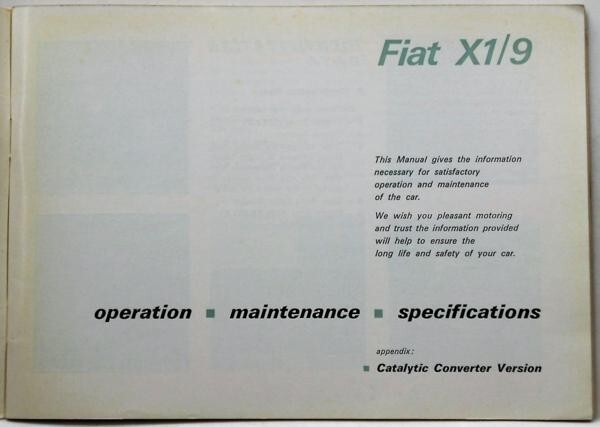 Fiat X1/9
This Manual gives the information
necessary for satisfactory
operation and maintenance
of the car.
We wish you pleasant motoring
and trust the information provided
will help to ensure the
long life and safety of your car.
operation ▪ maintenance ▪ specifications
appendix:
▪ Catalytic Converter Version